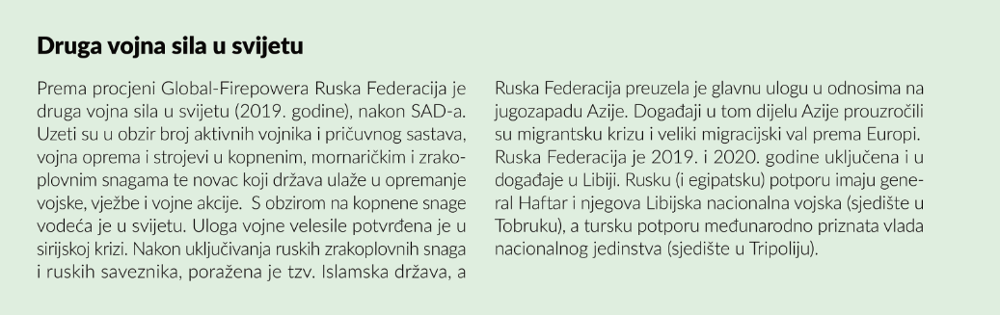 Druga vojna sila u svijetu
Prema procjeni Global-Firepowera Ruska Federacija je
druga vojna sila u svijetu (2019. godine), nakon SAD-a.
Uzeti su u obzir broj aktivnih vojnika i pričuvnog sastava,
vojna oprema i strojevi u kopnenim, mornaričkim i zrako-
plovnim snagama te novac koji država ulaže u opremanje
vojske, vježbe i vojne akcije.  S obzirom na kopnene snage
vodeća je u svijetu. Uloga vojne velesile potvrđena je u
sirijskoj krizi. Nakon uključivanja ruskih zrakoplovnih snaga
i ruskih saveznika, poražena je tzv. Islamska država, a
Ruska Federacija preuzela je glavnu ulogu u odnosima na
jugozapadu Azije. Događaji u tom dijelu Azije prouzročili
su migrantsku krizu i veliki migracijski val prema Europi.
Ruska Federacija je 2019. i 2020. godine uključena i u
događaje u Libiji. Rusku (i egipatsku) potporu imaju gene-
ral Haftar i njegova Libijska nacionalna vojska (sjedište u
Tobruku), a tursku potporu međunarodno priznata vlada
nacionalnog jedinstva (sjedište u Tripoliju).